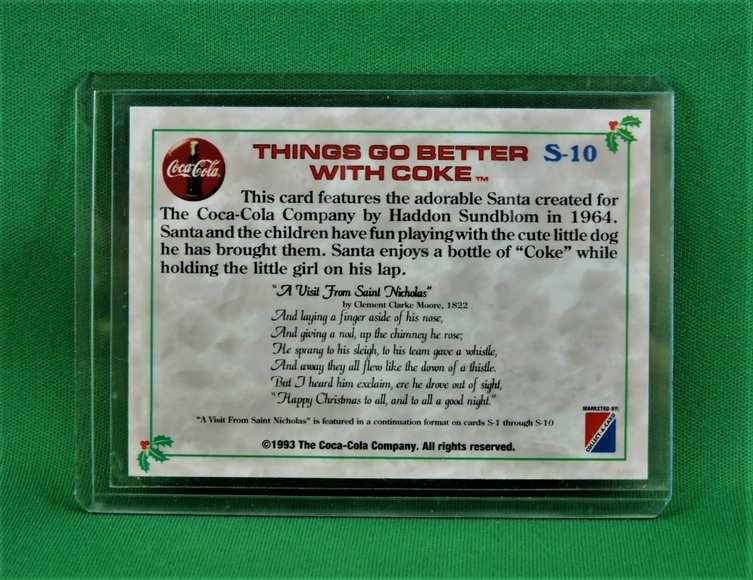 Coca-Cola
THINGS GO BETTER
WITH COKE™
S-10
This card features the adorable Santa created for
The Coca-Cola Company by Haddon Sundblom in 1964.
Santa and the children have fun playing with the cute little dog
he has brought them. Santa enjoys a bottle of "Coke" while
holding the little girl on his lap.
"A Visit From Saint Nicholas"
by Clement Clarke Moore, 1822
And laying a finger aside of his nose,
And giving a nod, up the chimney he rose;
He sprang to his sleigh, to his team gave a whistle,
And away they all flew like the down of a thistle.
But I heard him exclaim, ere he drove out of sight,
"Happy Christmas to all, and to all a good night."
"A Visit From Saint Nicholas" is featured in a continuation format on cards S-1 through S-10
©1993 The Coca-Cola Company. All rights reserved.
MARKETED BY:
COLLECT-A-CARD